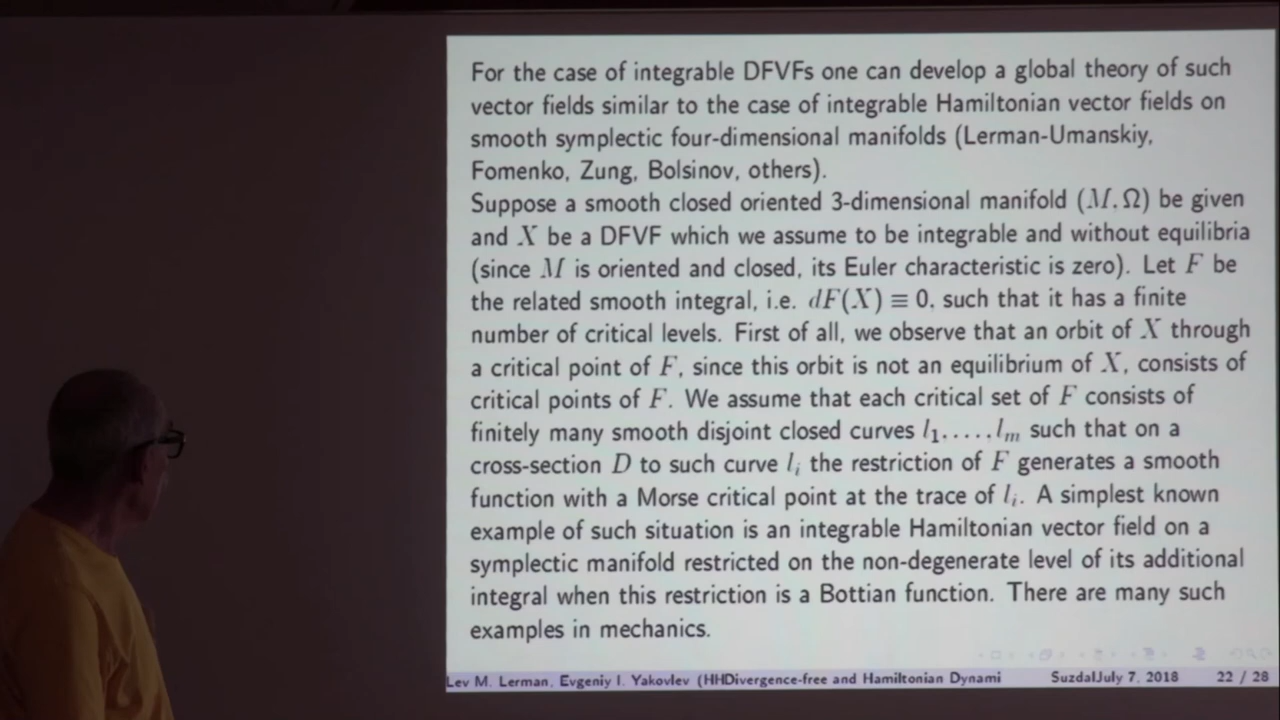 For the case of integrable DFVFs one can develop a global theory of such
vector fields similar to the case of integrable Hamiltonian vector fields on
smooth symplectic four-dimensional manifolds (Lerman-Umanskiy,
Fomenko, Zung, Bolsinov, others).
Suppose a smooth closed oriented 3-dimensional manifold (M, Ω) be given
and X be a DFVF which we assume to be integrable and without equilibria
(since M is oriented and closed, its Euler characteristic is zero). Let F be
the related smooth integral, i.e. dF(X) ≡ 0, such that it has a finite
number of critical levels. First of all, we observe that an orbit of X through
a critical point of F, since this orbit is not an equilibrium of X, consists of
critical points of F. We assume that each critical set of F consists of
finitely many smooth disjoint closed curves l₁, . . . , lₘ such that on a
cross-section D to such curve lᵢ the restriction of F generates a smooth
function with a Morse critical point at the trace of lᵢ. A simplest known
example of such situation is an integrable Hamiltonian vector field on a
symplectic manifold restricted on the non-degenerate level of its additional
integral when this restriction is a Bottian function. There are many such
examples in mechanics.
Lev M. Lerman, Evgeniy I. Yakovlev (HHDivergence-free and Hamiltonian Dynami SuzdalJuly 7, 2018 22 / 28